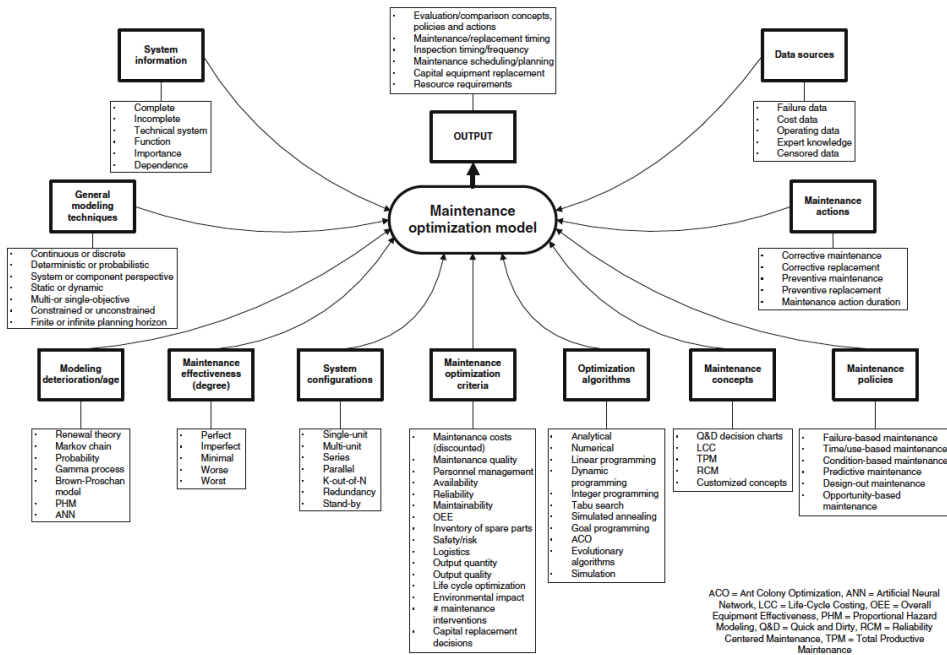 System
information
· Complete
· Incomplete
· Technical system
· Function
· Importance
· Dependence
· Evaluation/comparison concepts,
policies and actions
· Maintenance/replacement timing
· Inspection timing/frequency
· Maintenance scheduling/planning
· Capital equipment replacement
· Resource requirements
OUTPUT
Data sources
· Failure data
· Cost data
· Operating data
· Expert knowledge
· Censored data
General
modeling
techniques
· Continuous or discrete
· Deterministic or probabilistic
· System or component perspective
· Static or dynamic
· Multi-or single-objective
· Constrained or unconstrained
· Finite or infinite planning horizon
Maintenance
optimization model
Maintenance
actions
· Corrective maintenance
· Corrective replacement
· Preventive maintenance
· Preventive replacement
· Maintenance action duration
Modeling
deterioration/age
· Renewal theory
· Markov chain
· Probability
· Gamma process
· Brown-Proschan
model
· PHM
· ANN
Maintenance
effectiveness
(degree)
· Perfect
· Imperfect
· Minimal
· Worse
· Worst
System
configurations
· Single-unit
· Multi-unit
· Series
· Parallel
· K-out-of-N
· Redundancy
· Stand-by
Maintenance
optimization
criteria
· Maintenance costs
(discounted)
· Maintenance quality
· Personnel management
· Availability
· Reliability
· Maintainability
· OEE
· Inventory of spare parts
· Safety/risk
· Logistics
· Output quantity
· Output quality
· Life cycle optimization
· Environmental impact
· # maintenance
interventions
· Capital replacement
decisions
Optimization
algorithms
· Analytical
· Numerical
· Linear programming
· Dynamic
programming
· Integer programming
· Tabu search
· Simulated annealing
· Goal programming
· ACO
· Evolutionary
algorithms
· Simulation
Maintenance
concepts
· Q&D decision charts
· LCC
· TPM
· RCM
· Customized concepts
Maintenance
policies
· Failure-based maintenance
· Time/use-based maintenance
· Condition-based maintenance
· Predictive maintenance
· Design-out maintenance
· Opportunity-based
maintenance
ACO = Ant Colony Optimization, ANN = Artificial Neural
Network, LCC = Life-Cycle Costing, OEE = Overall
Equipment Effectiveness, PHM = Proportional Hazard
Modeling, Q&D = Quick and Dirty, RCM = Reliability
Centered Maintenance, TPM = Total Productive
Maintenance